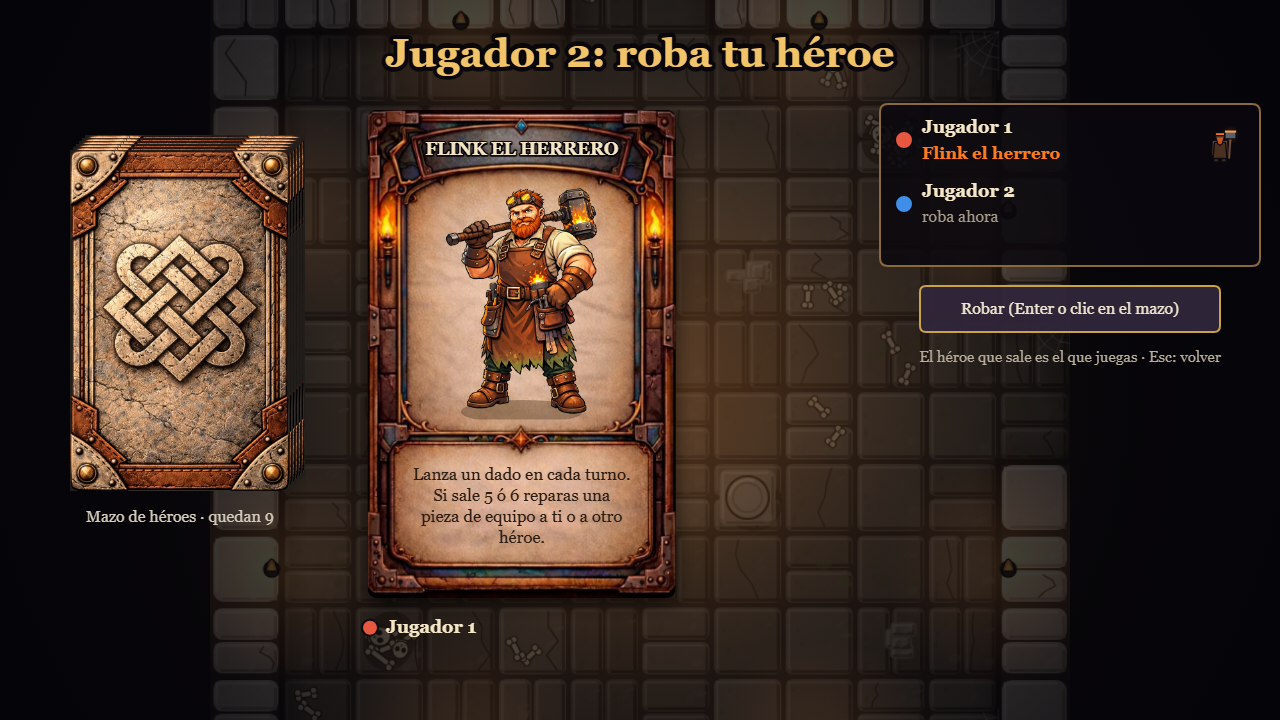 Jugador 2: roba tu héroe
FLINK EL HERRERO
Lanza un dado en cada turno.
Si sale 5 ó 6 reparas una
pieza de equipo a ti o a otro
héroe.
Mazo de héroes · quedan 9
Jugador 1
Jugador 1
Flink el herrero
Jugador 2
roba ahora
Robar (Enter o clic en el mazo)
El héroe que sale es el que juegas · Esc: volver